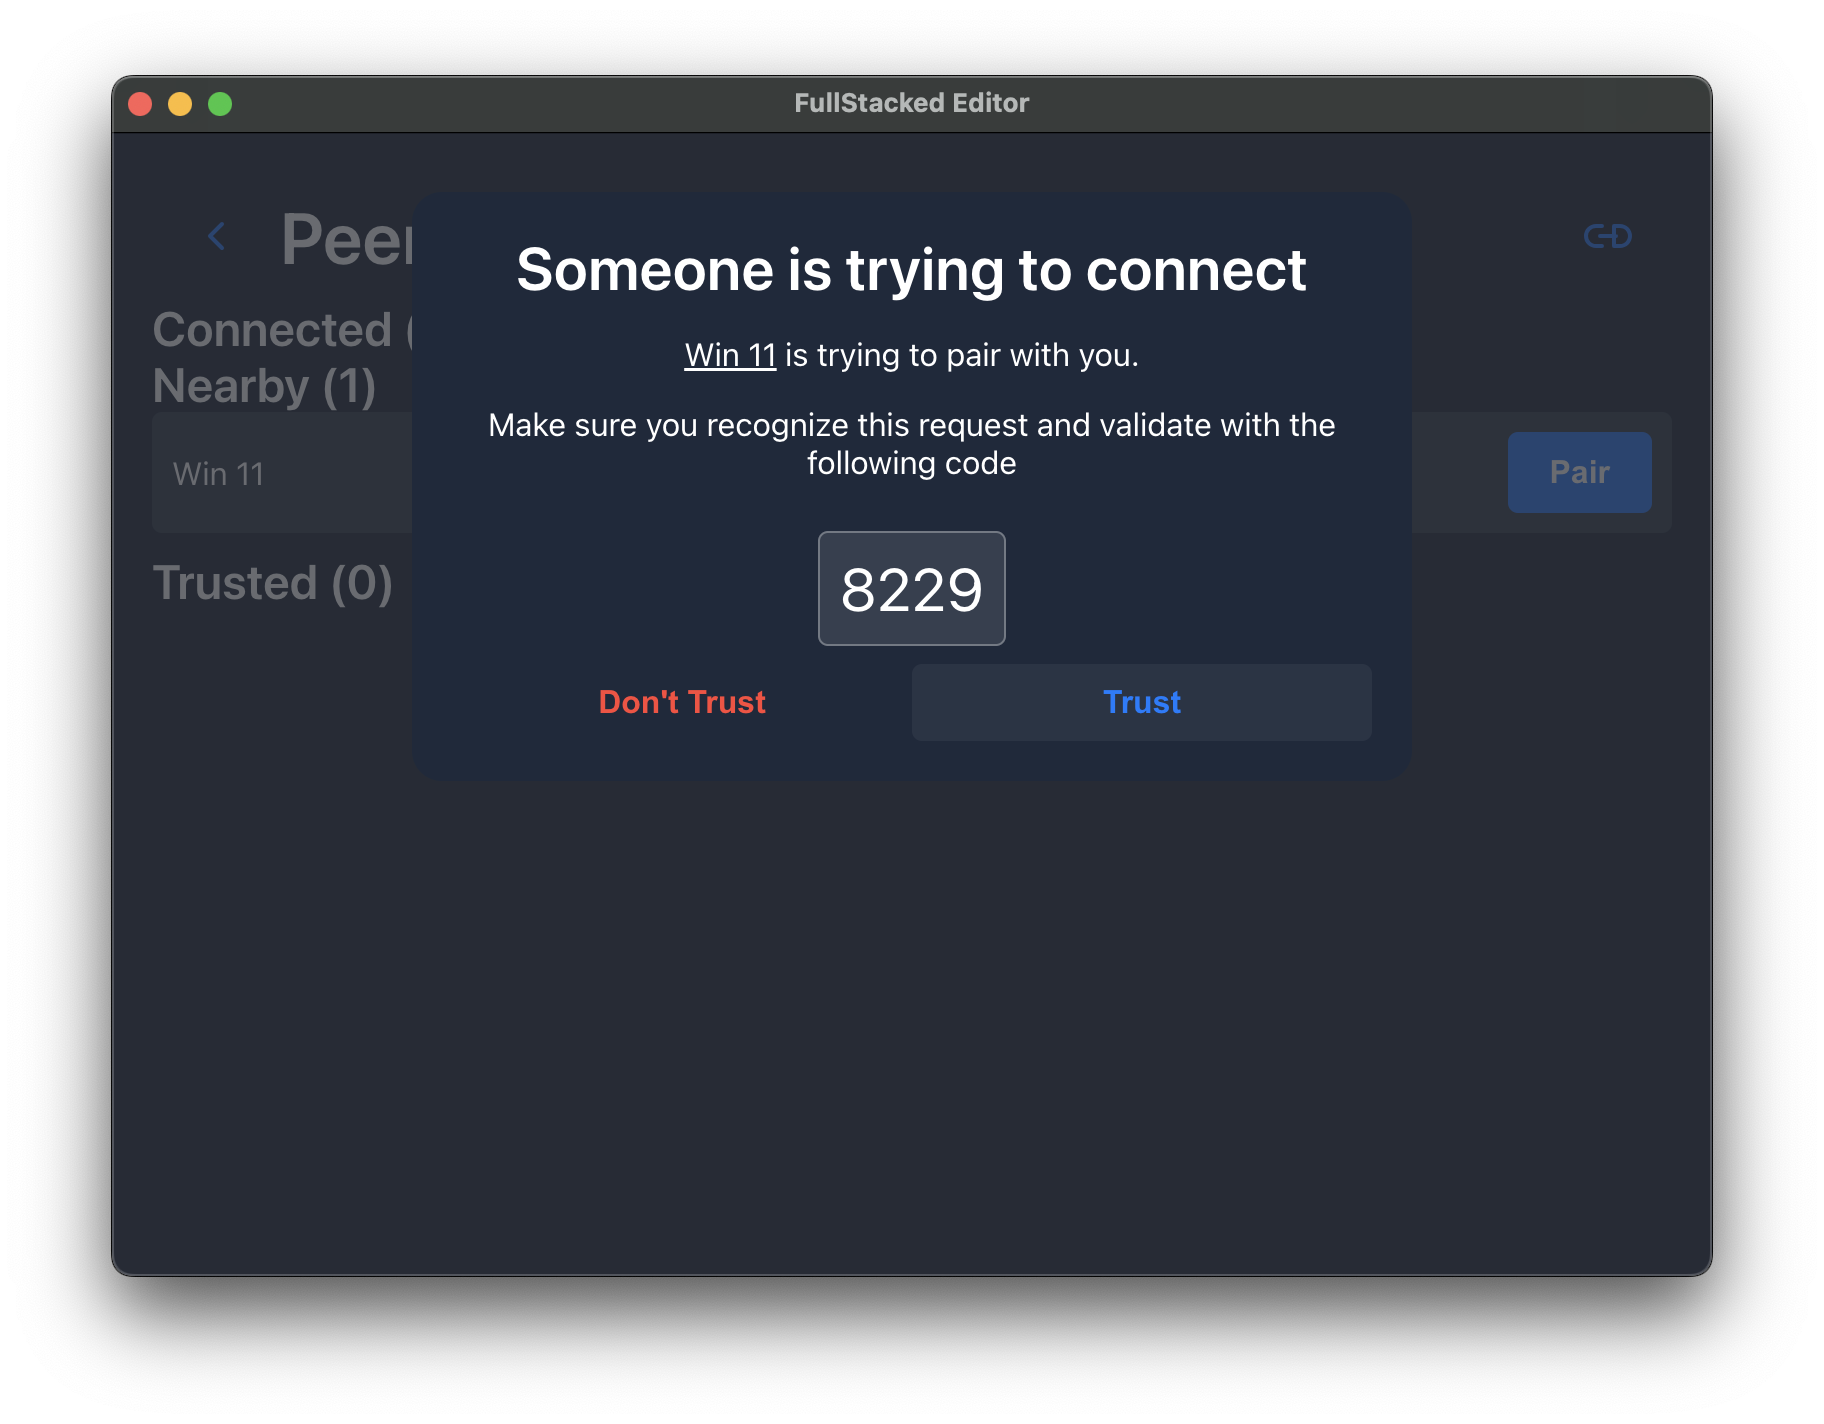 FullStacked Editor
Someone is trying to connect
Win 11 is trying to pair with you.
Make sure you recognize this request and validate with the
following code
8229
Don't Trust
Trust
Connected (
Nearby (1)
Win 11
Pair
Trusted (0)